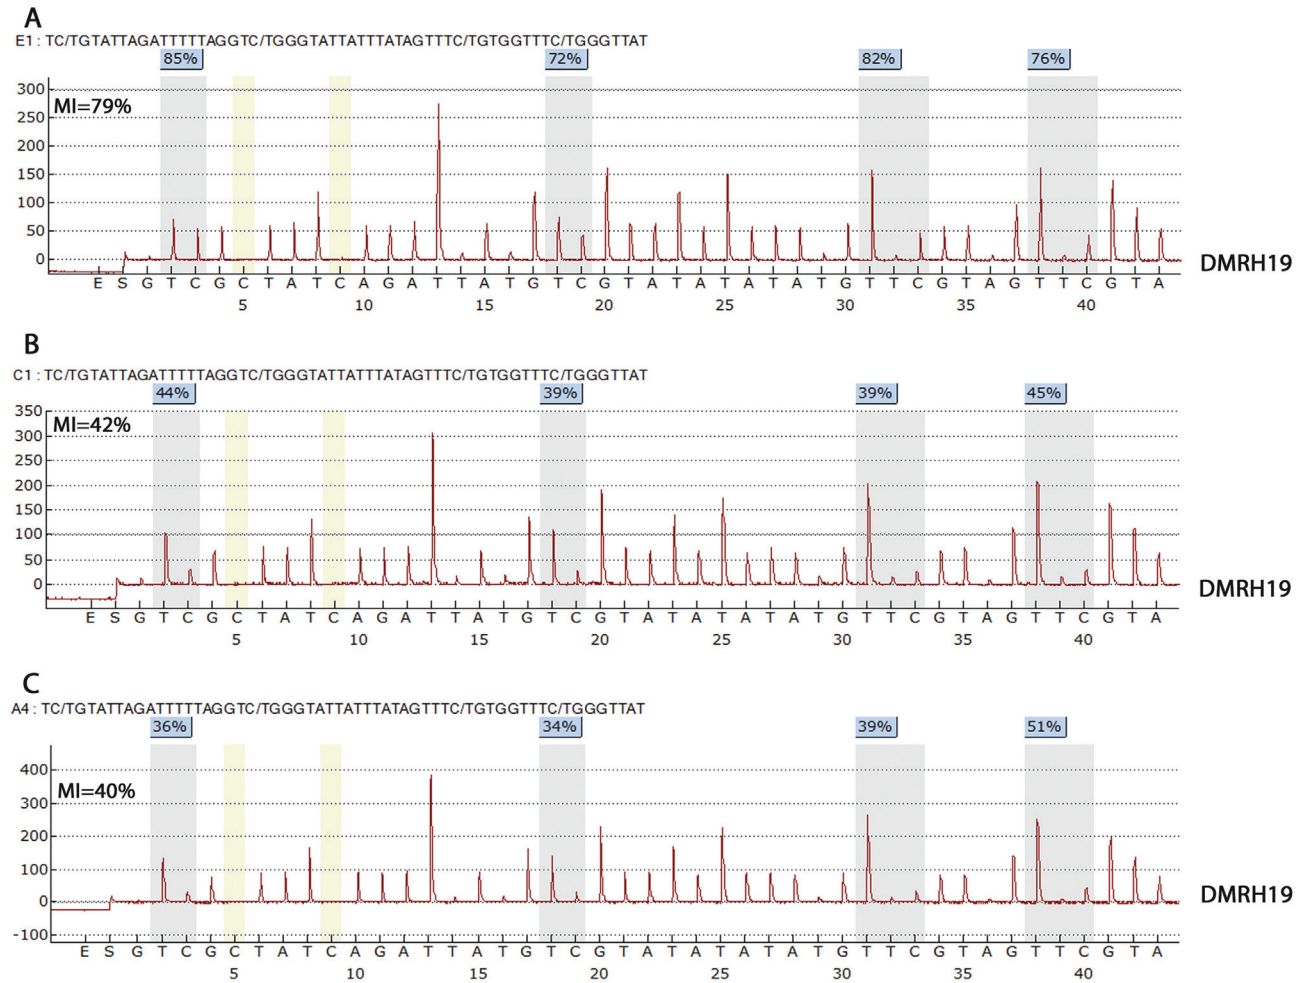 A
E1 : TC/TGTATTAGATTTTTAGGTC/TGGGTATTATTTATAGTTTC/TGTGGTTTC/TGGGTTAT
85% 72% 82% 76%
MI=79%
300
250
200
150
100
50
0
E S G T C G C T A T C A G A T T A T G T C G T A T A T A T A T G T T C G T A G T T C G T A
5 10 15 20 25 30 35 40
DMRH19
B
C1 : TC/TGTATTAGATTTTTAGGTC/TGGGTATTATTTATAGTTTC/TGTGGTTTC/TGGGTTAT
44% 39% 39% 45%
MI=42%
350
300
250
200
150
100
50
0
E S G T C G C T A T C A G A T T A T G T C G T A T A T A T A T G T T C G T A G T T C G T A
5 10 15 20 25 30 35 40
DMRH19
C
A4 : TC/TGTATTAGATTTTTAGGTC/TGGGTATTATTTATAGTTTC/TGTGGTTTC/TGGGTTAT
36% 34% 39% 51%
MI=40%
400
300
200
100
0
-100
E S G T C G C T A T C A G A T T A T G T C G T A T A T A T A T G T T C G T A G T T C G T A
5 10 15 20 25 30 35 40
DMRH19